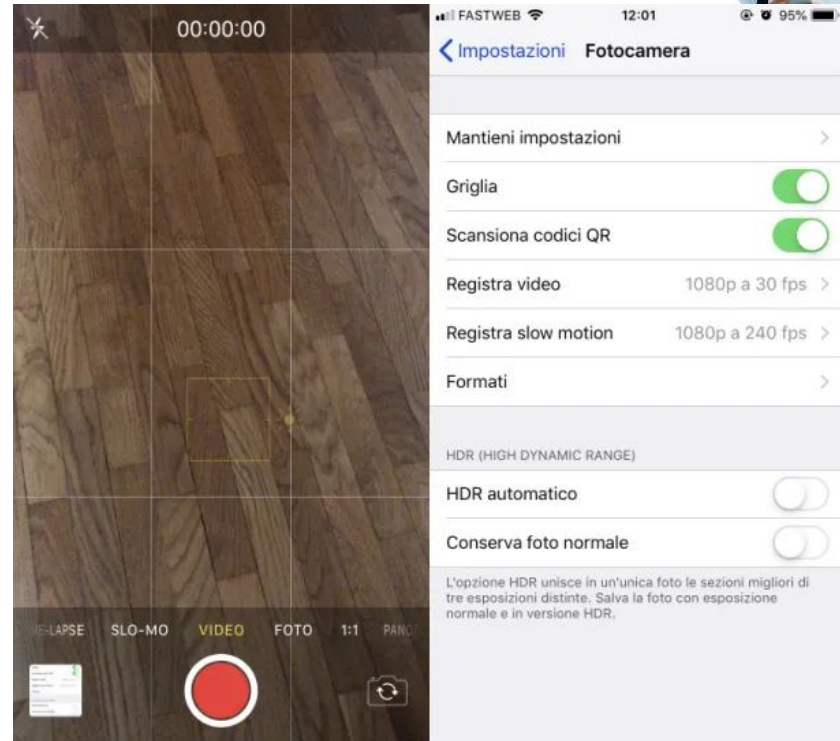 00:00:00
SLO-MO VIDEO FOTO 1:1
FASTWEB 12:01 95%
Impostazioni Fotocamera
Mantieni impostazioni
Griglia
Scansiona codici QR
Registra video 1080p a 30 fps
Registra slow motion 1080p a 240 fps
Formati
HDR (HIGH DYNAMIC RANGE)
HDR automatico
Conserva foto normale
L'opzione HDR unisce in un'unica foto le sezioni migliori di
tre esposizioni distinte. Salva la foto con esposizione
normale e in versione HDR.